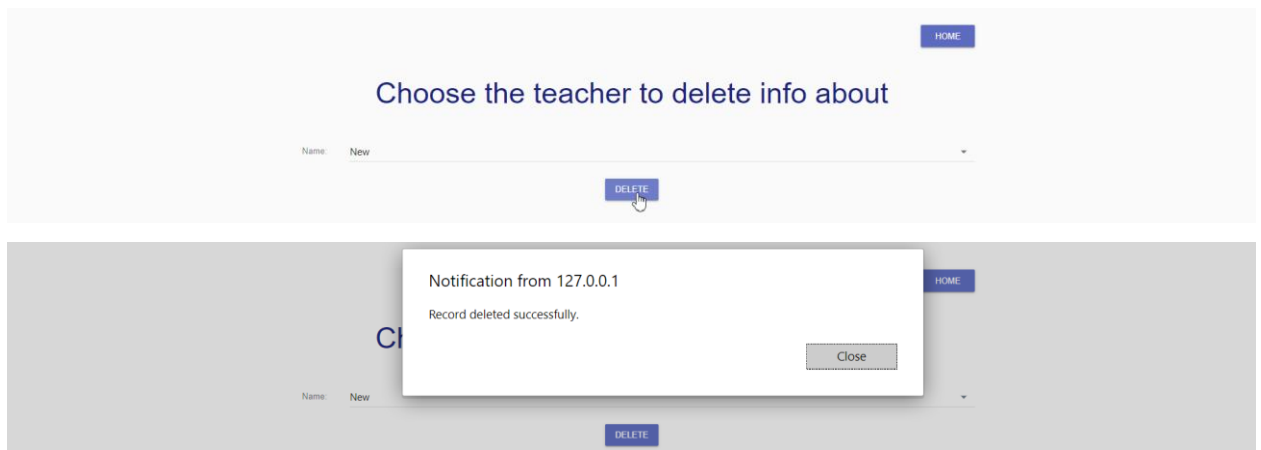 HOME
Choose the teacher to delete info about
Name: New
DELETE
Notification from 127.0.0.1
HOME
Record deleted successfully.
Ch
Close
Name: New
DELETE